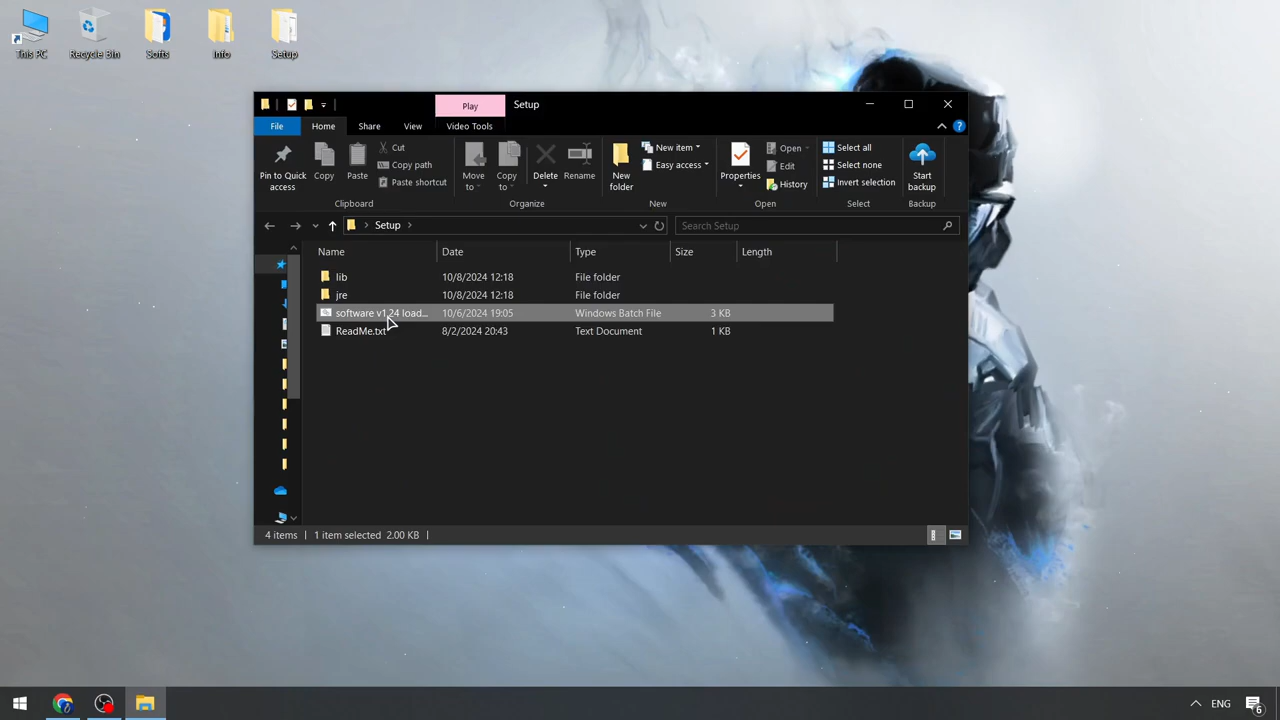 This PC
Recycle Bin
Softs
Info
Setup
Play
Setup
File
Home
Share
View
Video Tools
Pin to Quick access
Copy
Paste
Cut
Copy path
Paste shortcut
Clipboard
Move to
Copy to
Delete
Rename
Organize
New folder
New item
Easy access
New
Properties
Open
Edit
History
Open
Select all
Select none
Invert selection
Select
Start backup
Backup
Setup
Search Setup
Name
Date
Type
Size
Length
lib
10/8/2024 12:18
File folder
jre
10/8/2024 12:18
File folder
software v1.24 load...
10/6/2024 19:05
Windows Batch File
3 KB
ReadMe.txt
8/2/2024 20:43
Text Document
1 KB
4 items
1 item selected 2.00 KB
ENG
6